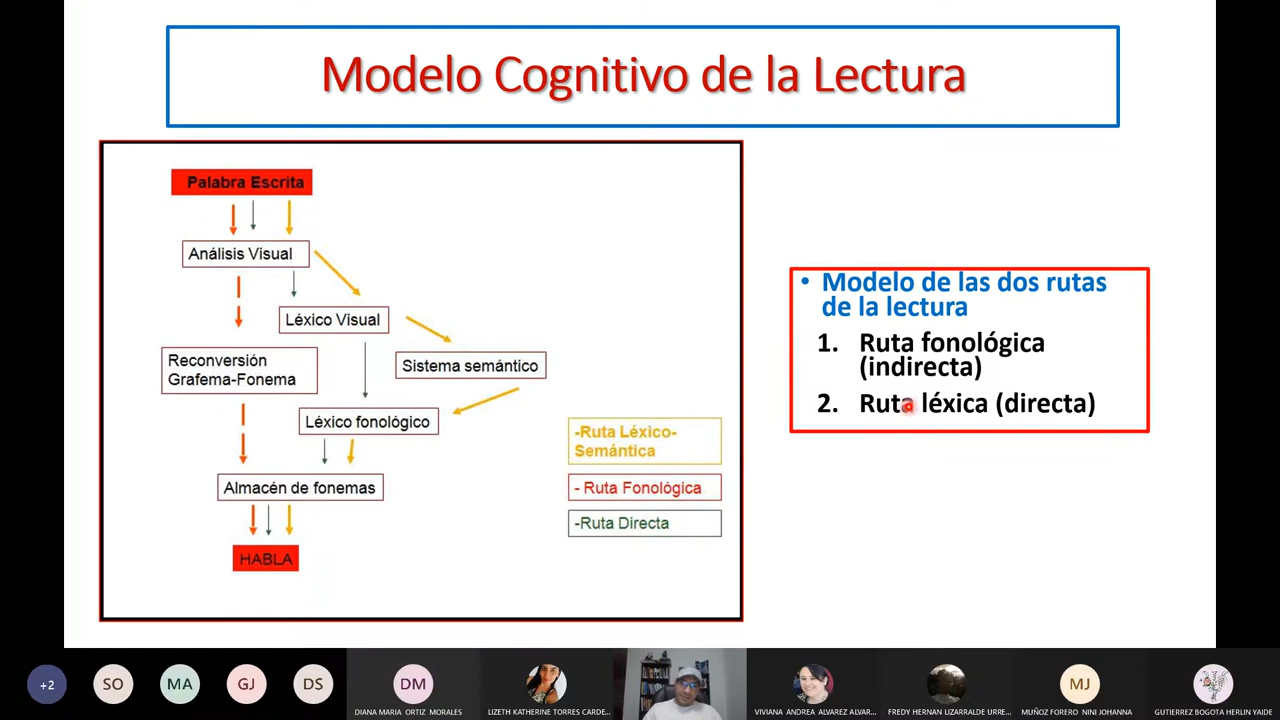 Modelo Cognitivo de la Lectura
Palabra Escrita
Análisis Visual
Léxico Visual
Reconversión
Grafema-Fonema
Sistema semántico
Léxico fonológico
Almacén de fonemas
HABLA
-Ruta Léxico-
Semántica
- Ruta Fonológica
-Ruta Directa
• Modelo de las dos rutas
de la lectura
1. Ruta fonológica
(indirecta)
2. Ruta léxica (directa)
+2
SO
MA
GJ
DS
DM
DIANA MARIA ORTIZ MORALES
LIZETH KATHERINE TORRES CARDE...
VIVIANA ANDREA ALVAREZ ALVAR...
FREDY HERNAN LIZARRALDE URRE...
MJ
MUÑOZ FORERO NINI JOHANNA
GUTIERREZ BOGOTA HERLIN YAIDE